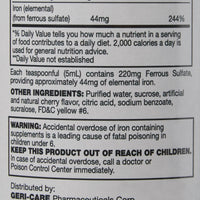 Iron (elemental)
(from ferrous sulfate) 44mg 244%
*% Daily Value tells you how much a nutrient in a serving
of food contributes to a daily diet. 2,000 calories a day is
used for general nutrition advice.
†Daily Value not established
Each teaspoonful (5mL) contains 220mg Ferrous Sulfate,
providing approximately 44mg of elemental iron.
OTHER INGREDIENTS: Purified water, sucrose, artificial
and natural cherry flavor, citric acid, sodium benzoate,
sucralose, FD&C yellow #6.
WARNING: Accidental overdose of iron containing
supplements is a leading cause of fatal poisoning in
children under 6.
KEEP THIS PRODUCT OUT OF REACH OF CHILDREN.
In case of accidental overdose, call a doctor or
Poison Control Center immediately.
Distributed by:
GERI-CARE Pharmaceuticals Corp.